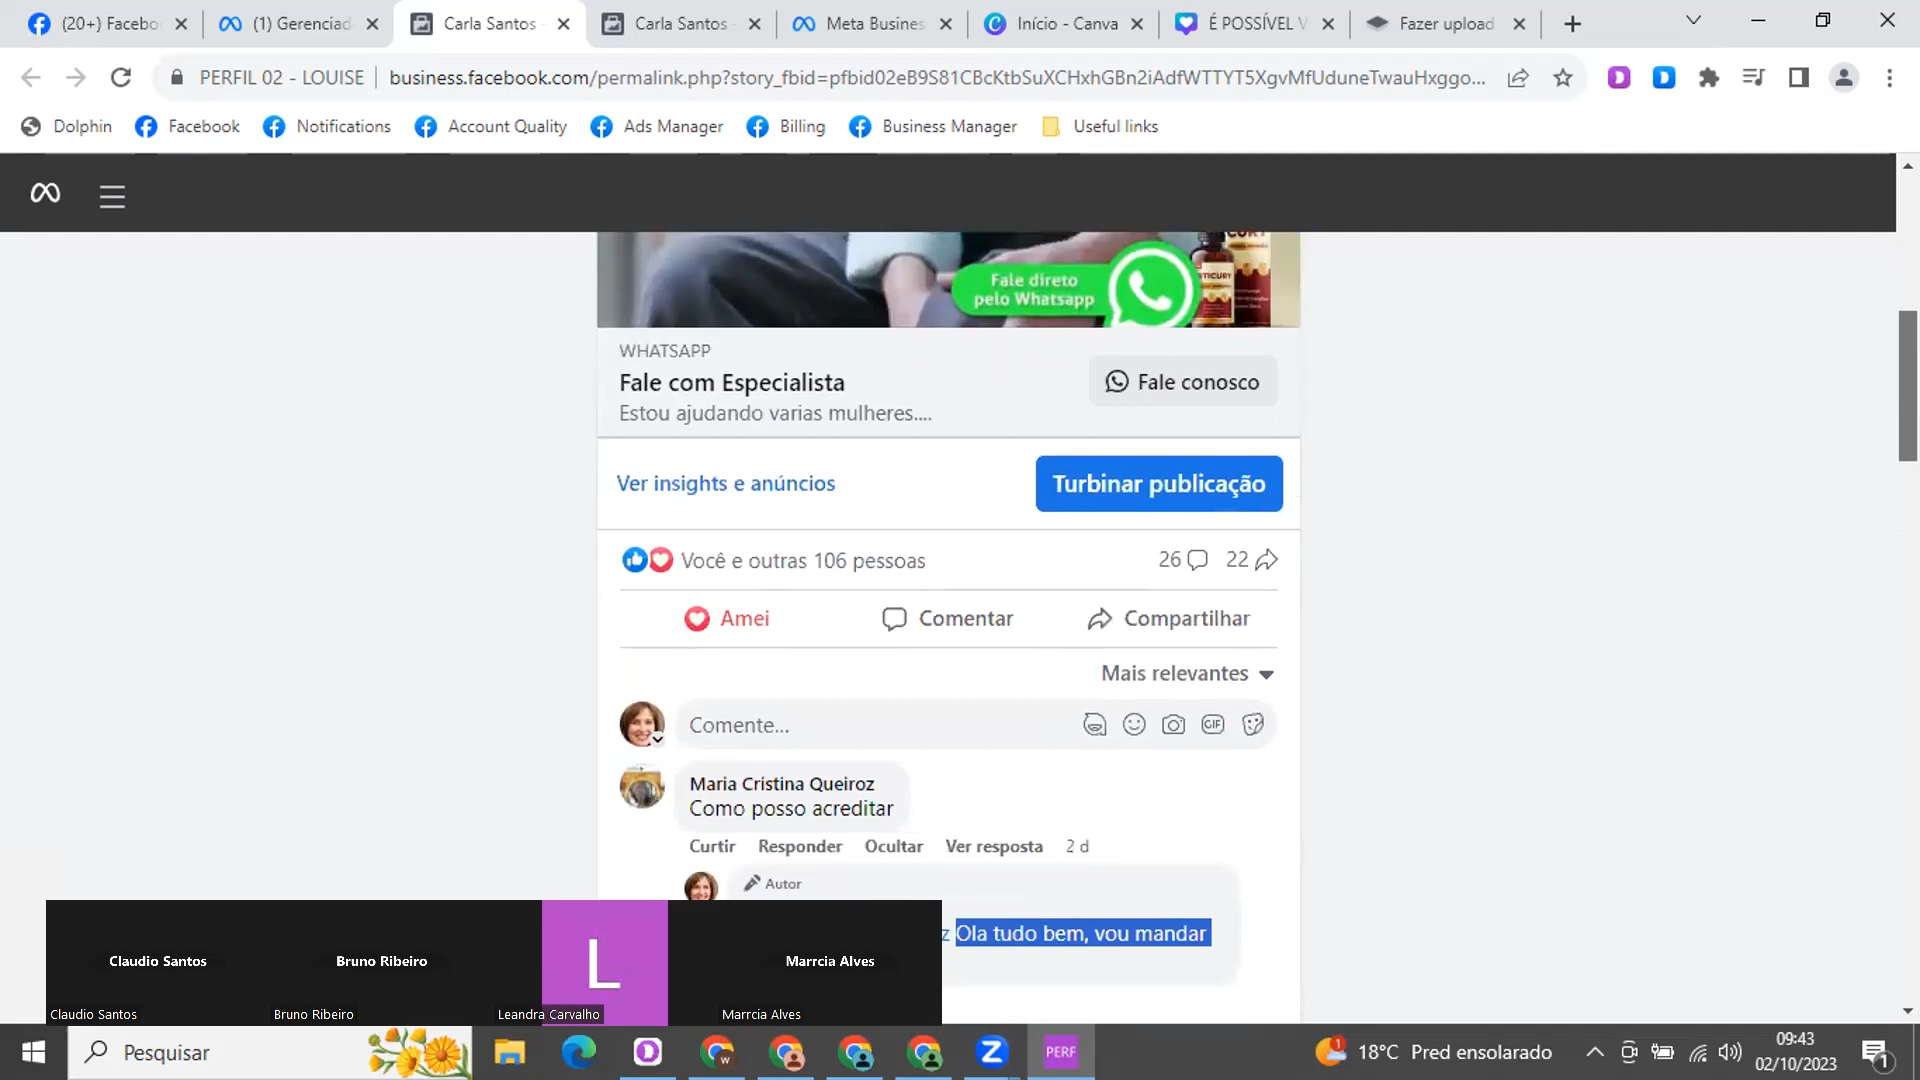 (20+) Facebo
(1) Gerenciad
Carla Santos -
Carla Santos -
Meta Busines
Início - Canva
É POSSÍVEL V
Fazer upload
PERFIL 02 - LOUISE
business.facebook.com/permalink.php?story_fbid=pfbid02eB9S81CBcKtbSuXCHxhGBn2iAdfWTTYT5XgvMfUduneTwauHxggo...
Dolphin
Facebook
Notifications
Account Quality
Ads Manager
Billing
Business Manager
Useful links
Fale direto
pelo Whatsapp
WHATSAPP
Fale com Especialista
Estou ajudando varias mulheres....
Fale conosco
Ver insights e anúncios
Turbinar publicação
Você e outras 106 pessoas
26
22
Amei
Comentar
Compartilhar
Mais relevantes
Comente...
GIF
Maria Cristina Queiroz
Como posso acreditar
Curtir Responder Ocultar Ver resposta 2 d
Autor
z Ola tudo bem, vou mandar
Claudio Santos
Bruno Ribeiro
L
Marrcia Alves
Claudio Santos
Bruno Ribeiro
Leandra Carvalho
Marrcia Alves
Pesquisar
PERF
18°C Pred ensolarado
09:43
02/10/2023
1